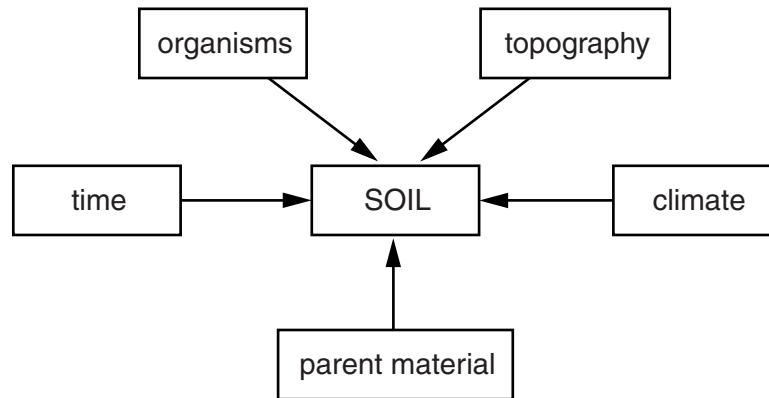 organisms
topography
time
SOIL
climate
parent material